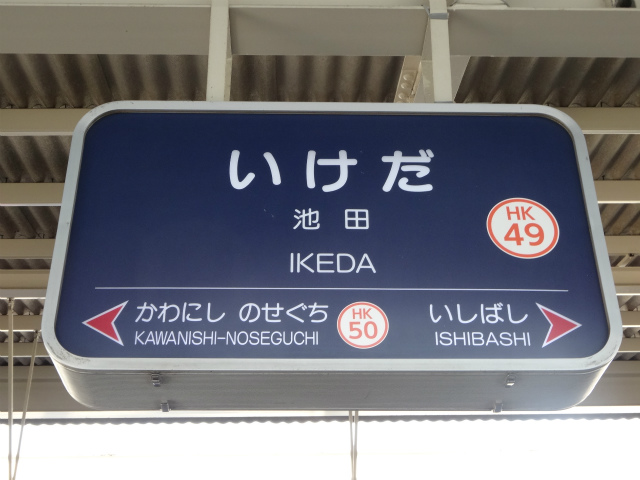 いけだ
池田
IKEDA
HK
49
かわにし のせぐち
KAWANISHI-NOSEGUCHI
HK
50
いしばし
ISHIBASHI